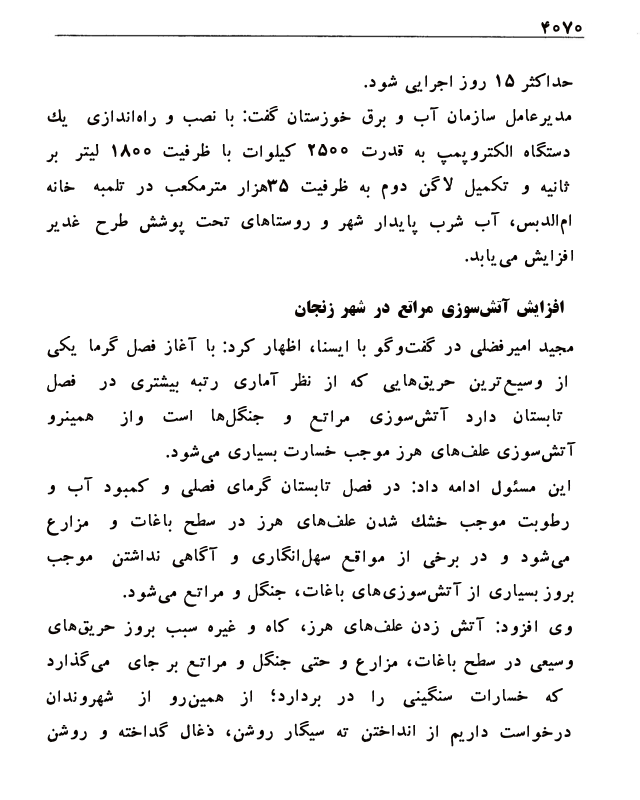 ۴۰۷۰
حداکثر ۱۵ روز اجرایی شود.
مدیرعامل سازمان آب و برق خوزستان گفت: با نصب و راه‌اندازی یك
دستگاه الکتروپمپ به قدرت ۲۵۰۰ کیلوات با ظرفیت ۱۸۰۰ لیتر بر
ثانیه و تکمیل لاگن دوم به ظرفیت ۳۵هزار مترمکعب در تلمبه خانه
ام‌الدبس، آب شرب پایدار شهر و روستاهای تحت پوشش طرح غدیر
افزایش می‌یابد.
افزایش آتش‌سوزی مراتع در شهر زنجان
مجید امیرفضلی در گفت‌وگو با ایسنا، اظهار کرد: با آغاز فصل گرما یکی
از وسیع‌ترین حریق‌هایی که از نظر آماری رتبه بیشتری در فصل
تابستان دارد آتش‌سوزی مراتع و جنگل‌ها است واز همینرو
آتش‌سوزی علف‌های هرز موجب خسارت بسیاری می‌شود.
این مسئول ادامه داد: در فصل تابستان گرمای فصلی و کمبود آب و
رطوبت موجب خشك شدن علف‌های هرز در سطح باغات و مزارع
می‌شود و در برخی از مواقع سهل‌انگاری و آگاهی نداشتن موجب
بروز بسیاری از آتش‌سوزی‌های باغات، جنگل و مراتع می‌شود.
وی افزود: آتش زدن علف‌های هرز، کاه و غیره سبب بروز حریق‌های
وسیعی در سطح باغات، مزارع و حتی جنگل و مراتع بر جای می‌گذارد
که خسارات سنگینی را در بردارد؛ از همین‌رو از شهروندان
درخواست داریم از انداختن ته سیگار روشن، ذغال گداخته و روشن